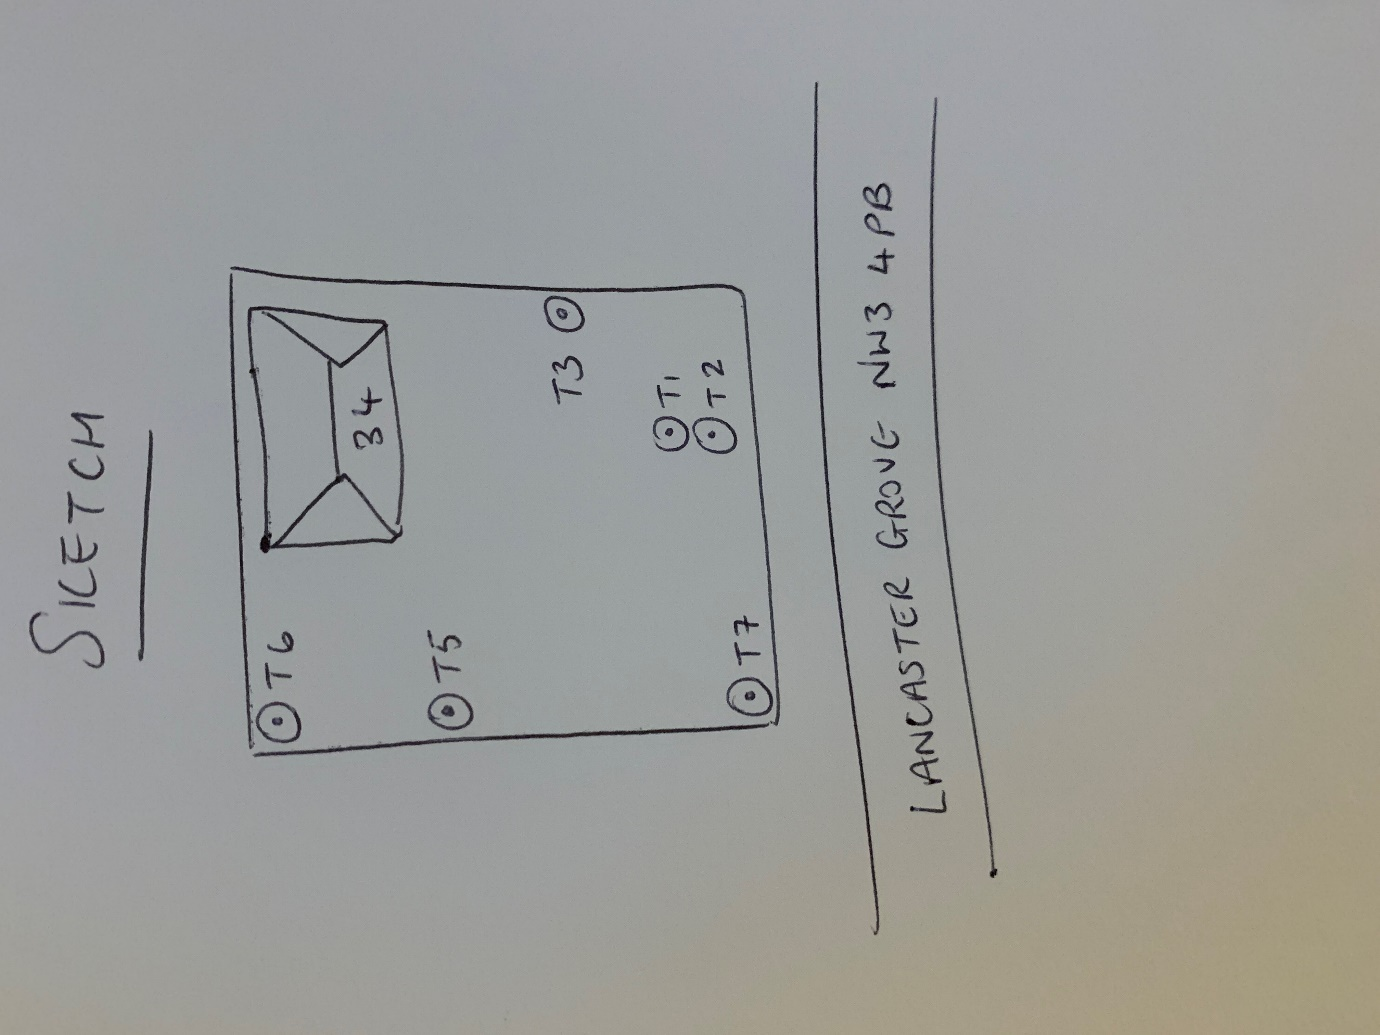 SKETCH
34
T6
T5
T3
T1
T2
T7
LANCASTER GROVE NW3 4PB